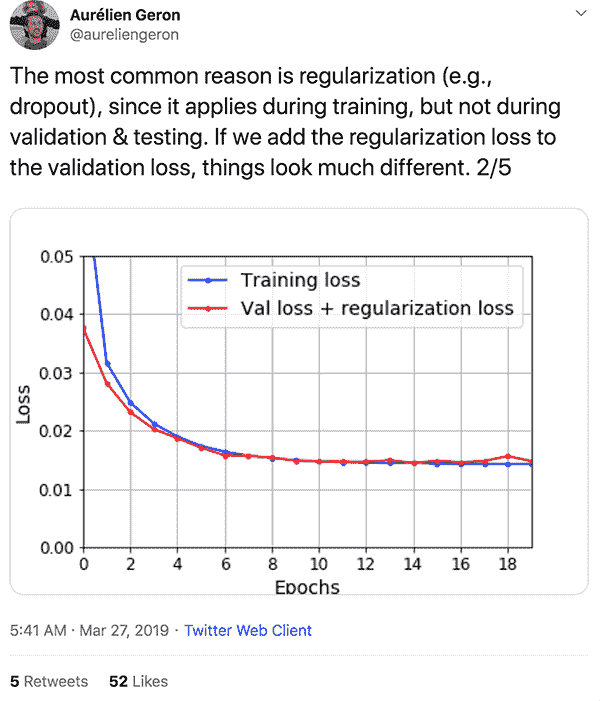 Aurélien Geron
@aureliengeron
The most common reason is regularization (e.g.,
dropout), since it applies during training, but not during
validation & testing. If we add the regularization loss to
the validation loss, things look much different. 2/5
0.05
Training loss
Val loss + regularization loss
0.04
0.03
Loss
0.02
0.01
0.00
0 2 4 6 8 10 12 14 16 18
Epochs
5:41 AM · Mar 27, 2019 · Twitter Web Client
5 Retweets 52 Likes